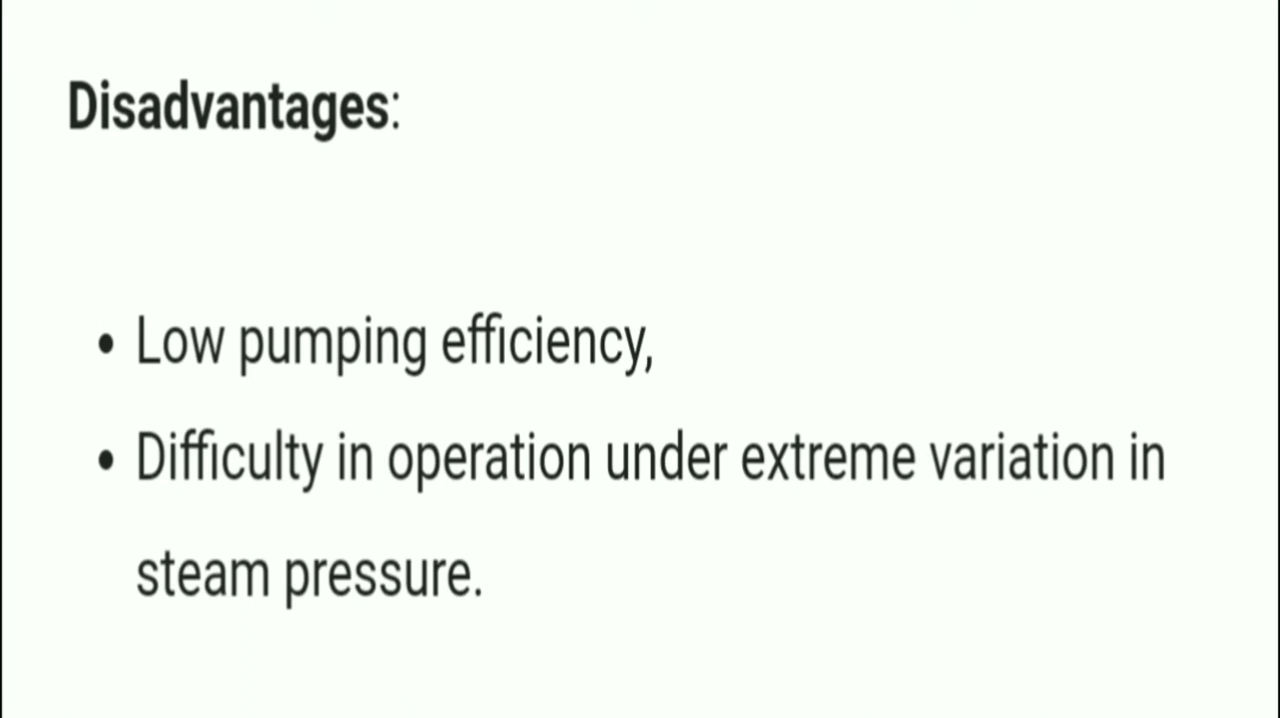 Disadvantages:
• Low pumping efficiency,
• Difficulty in operation under extreme variation in
steam pressure.